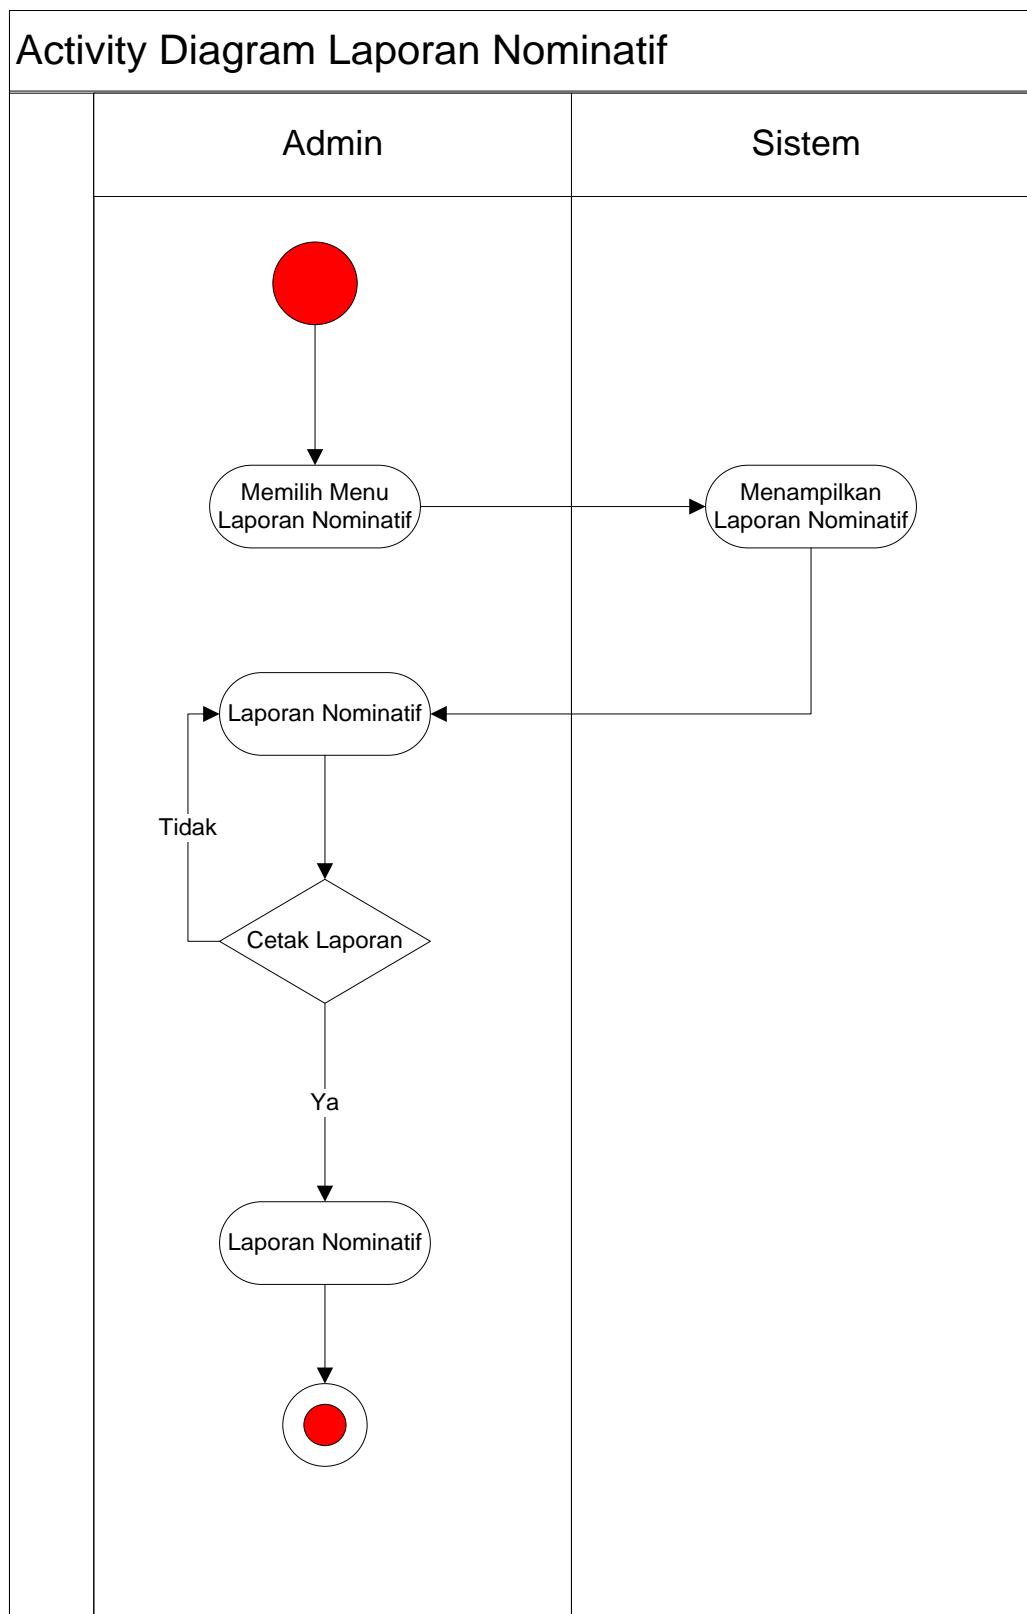 Activity Diagram Laporan Nominatif
Admin
Sistem
Memilih Menu
Laporan Nominatif
Menampilkan
Laporan Nominatif
Laporan Nominatif
Tidak
Cetak Laporan
Ya
Laporan Nominatif